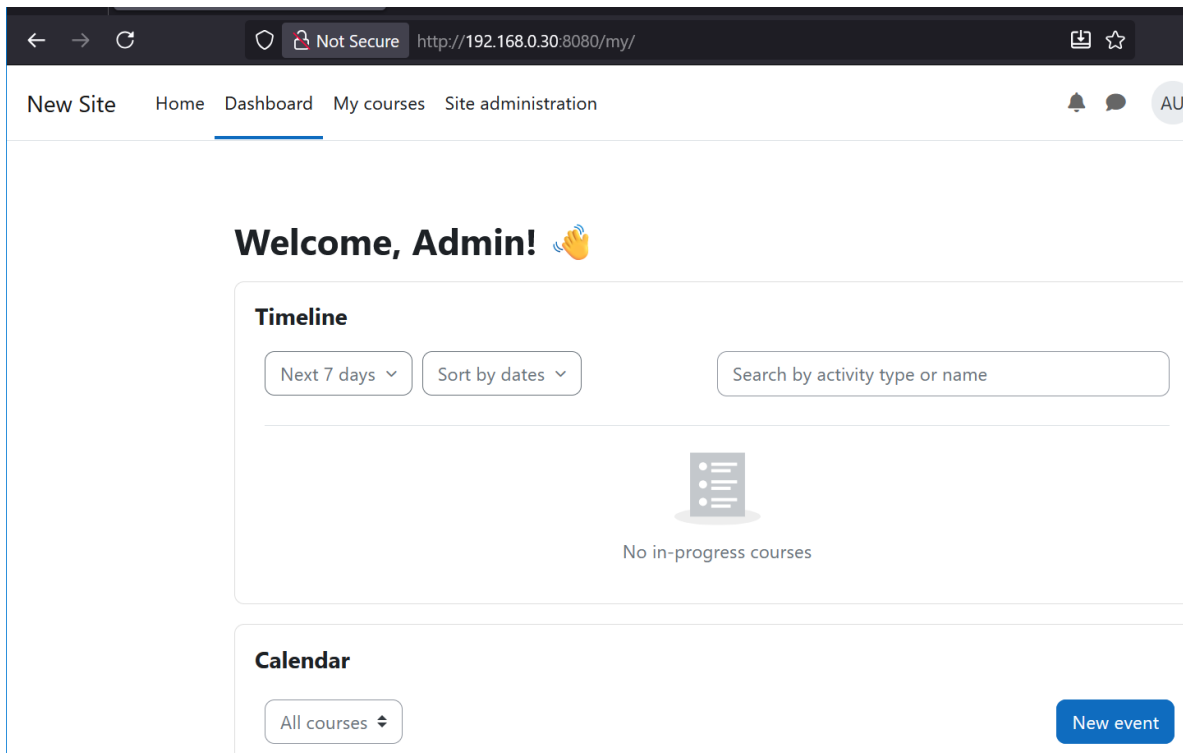 Not Secure http://192.168.0.30:8080/my/
New Site Home Dashboard My courses Site administration AU
Welcome, Admin! 👋
Timeline
Next 7 days Sort by dates Search by activity type or name
No in-progress courses
Calendar
All courses New event